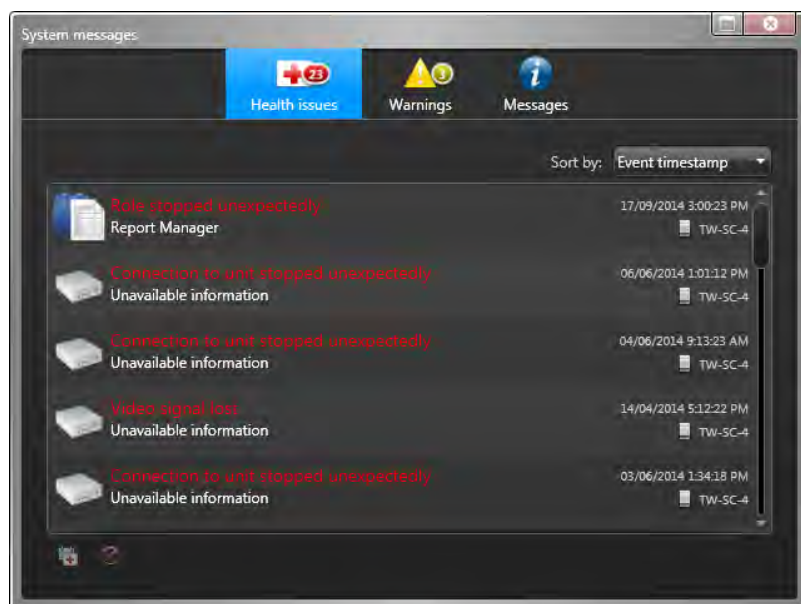 System messages
23
3
Health issues
Warnings
Messages
Sort by: Event timestamp
Role stopped unexpectedly
17/09/2014 3:00:23 PM
Report Manager
TW-SC-4
Connection to unit stopped unexpectedly
06/06/2014 1:01:12 PM
Unavailable information
TW-SC-4
Connection to unit stopped unexpectedly
04/06/2014 9:13:23 AM
Unavailable information
TW-SC-4
Video signal lost
14/04/2014 5:12:22 PM
Unavailable information
TW-SC-4
Connection to unit stopped unexpectedly
03/06/2014 1:34:18 PM
Unavailable information
TW-SC-4